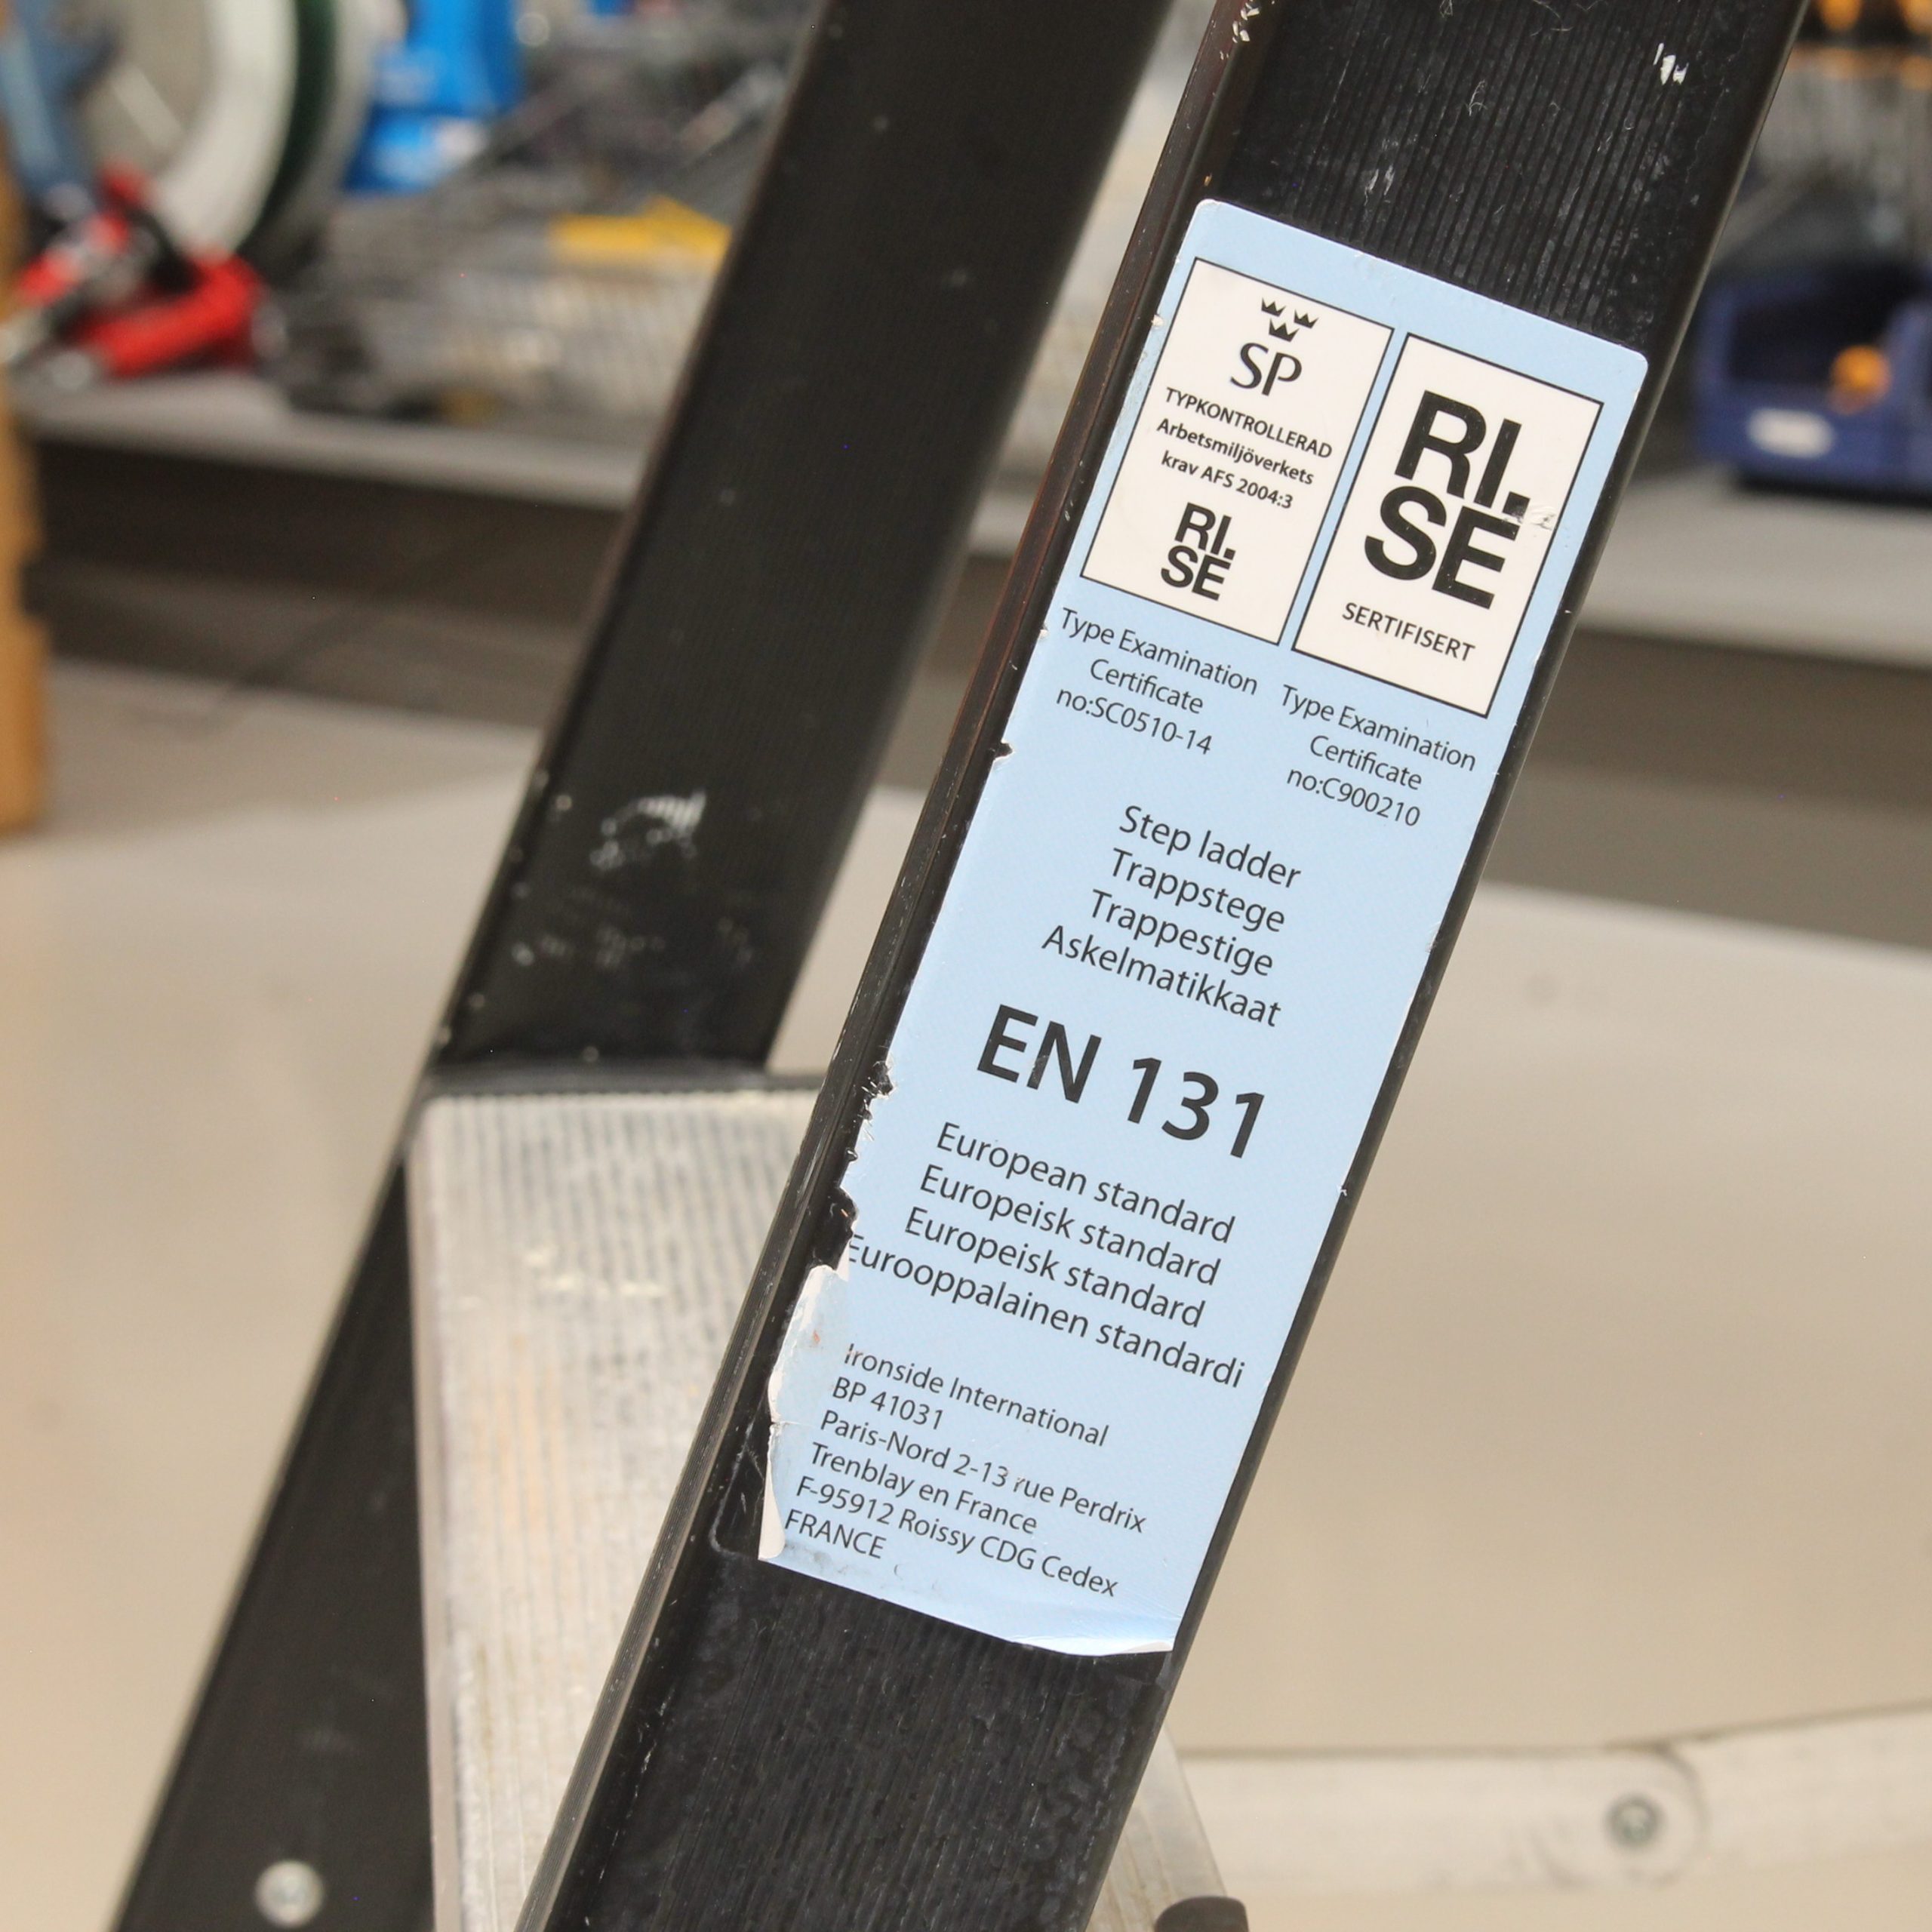 SP
TYPKONTROLLERAD
Arbetsmiljöverkets
krav AFS 2004:3
RI.
SE
RI.
SE
SERTIFISERT
Type Examination
Certificate
no:SC0510-14
Type Examination
Certificate
no:C900210
Step ladder
Trappstege
Trappestige
Askelmatikkaat
EN 131
European standard
Europeisk standard
Europeisk standard
Eurooppalainen standardi
Ironside International
BP 41031
Paris-Nord 2-13 rue Perdrix
Trenblay en France
F-95912 Roissy CDG Cedex
FRANCE